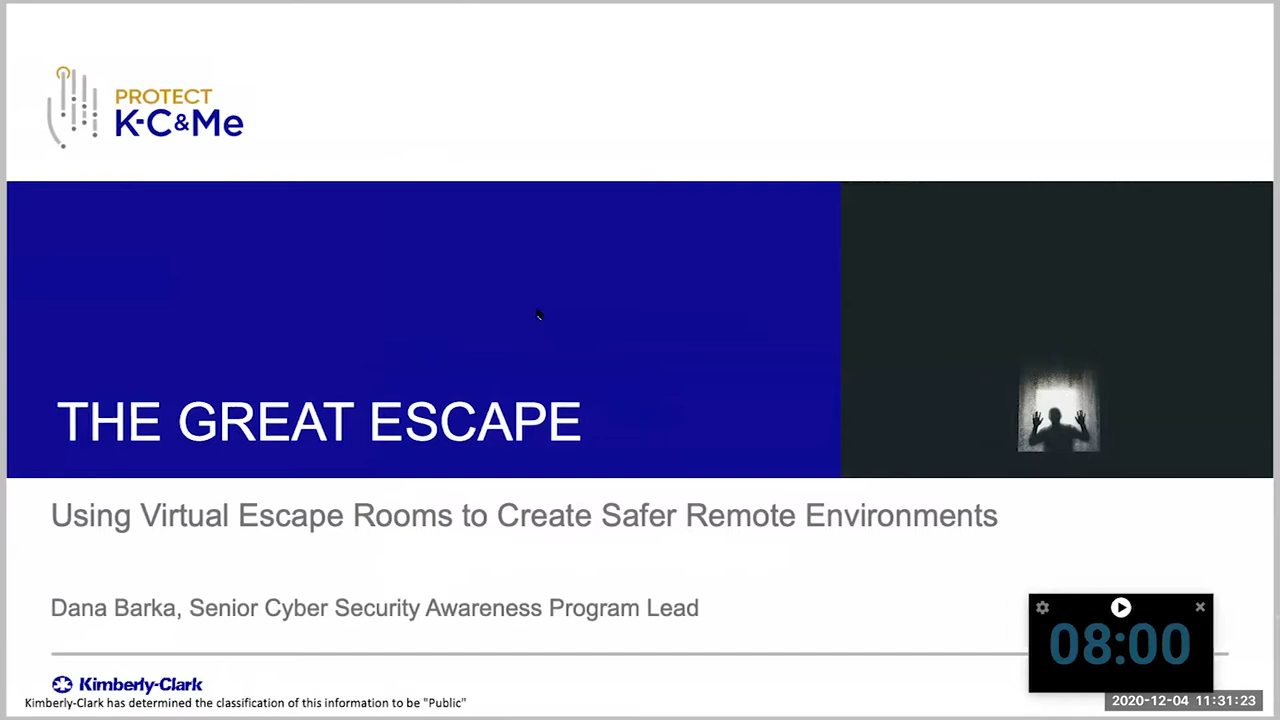 PROTECT
K-C&Me
THE GREAT ESCAPE
Using Virtual Escape Rooms to Create Safer Remote Environments
Dana Barka, Senior Cyber Security Awareness Program Lead
08:00
Kimberly-Clark
Kimberly-Clark has determined the classification of this information to be "Public"
2020-12-04 11:31:23